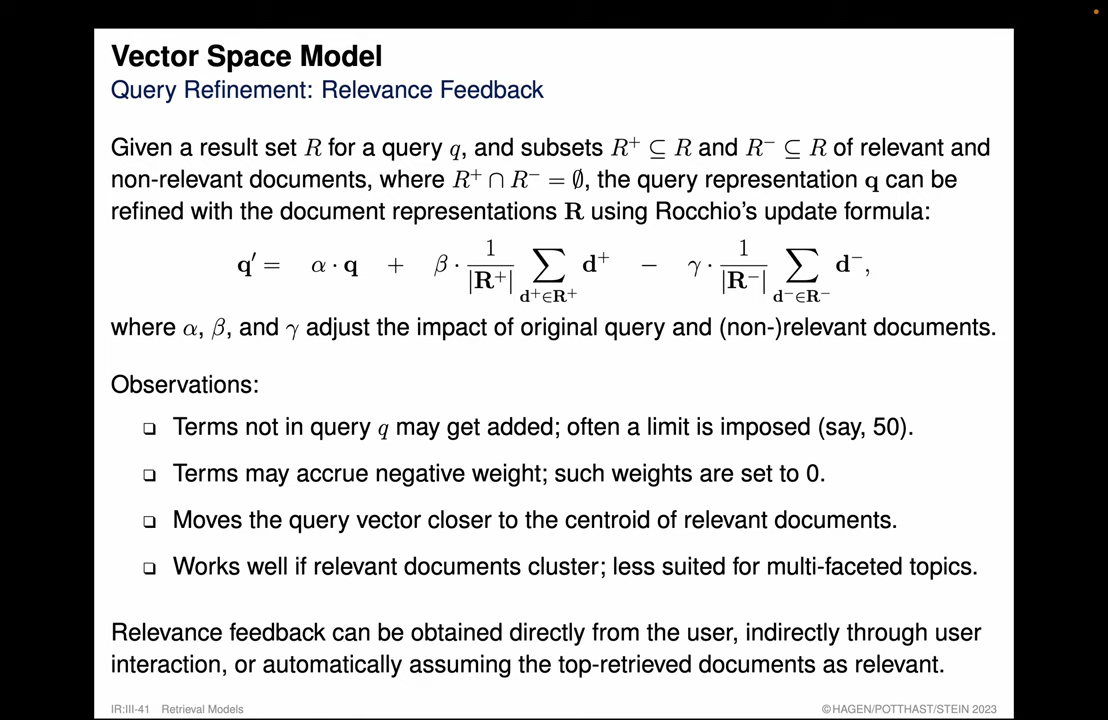 Vector Space Model
Query Refinement: Relevance Feedback
Given a result set R for a query q, and subsets R⁺ ⊆ R and R⁻ ⊆ R of relevant and
non-relevant documents, where R⁺ ∩ R⁻ = ∅, the query representation q can be
refined with the document representations R using Rocchio's update formula:
q′ = α · q + β · 1/|R⁺| ∑_{d⁺∈R⁺} d⁺ − γ · 1/|R⁻| ∑_{d⁻∈R⁻} d⁻,
where α, β, and γ adjust the impact of original query and (non-)relevant documents.
Observations:
❑ Terms not in query q may get added; often a limit is imposed (say, 50).
❑ Terms may accrue negative weight; such weights are set to 0.
❑ Moves the query vector closer to the centroid of relevant documents.
❑ Works well if relevant documents cluster; less suited for multi-faceted topics.
Relevance feedback can be obtained directly from the user, indirectly through user
interaction, or automatically assuming the top-retrieved documents as relevant.
IR:III-41 Retrieval Models ©HAGEN/POTTHAST/STEIN 2023